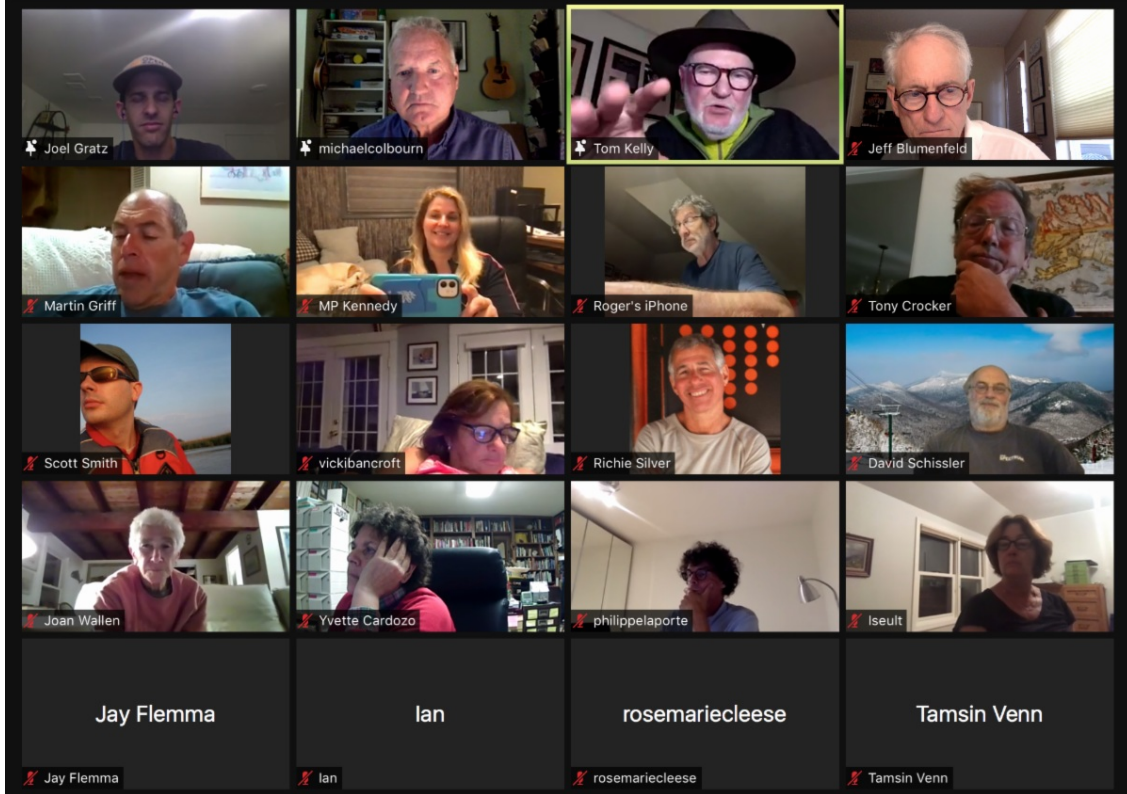 Joel Gratz
michaelcolbourn
Tom Kelly
Jeff Blumenfeld
Martin Griff
MP Kennedy
Roger's iPhone
Tony Crocker
Scott Smith
vickibancroft
Richie Silver
David Schissler
Joan Wallen
Yvette Cardozo
philippelaporte
Iseult
Jay Flemma
Ian
rosemariecleese
Tamsin Venn
Jay Flemma
Ian
rosemariecleese
Tamsin Venn